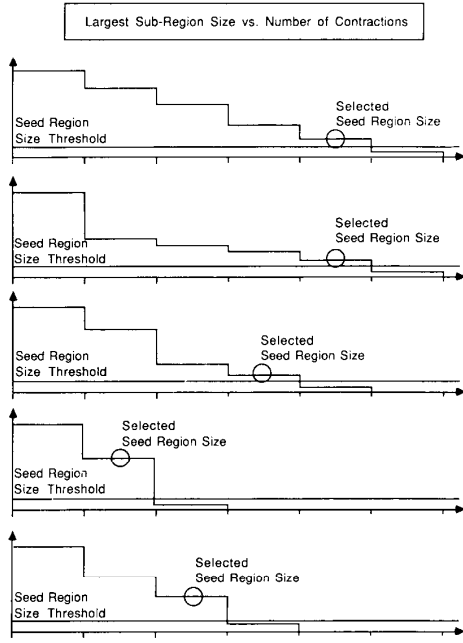 Largest Sub-Region Size vs. Number of Contractions
Selected
Seed Region Size
Seed Region
Size Threshold
Selected
Seed Region Size
Seed Region
Size Threshold
Selected
Seed Region Size
Seed Region
Size Threshold
Selected
Seed Region Size
Seed Region
Size Threshold
Selected
Seed Region Size
Seed Region
Size Threshold